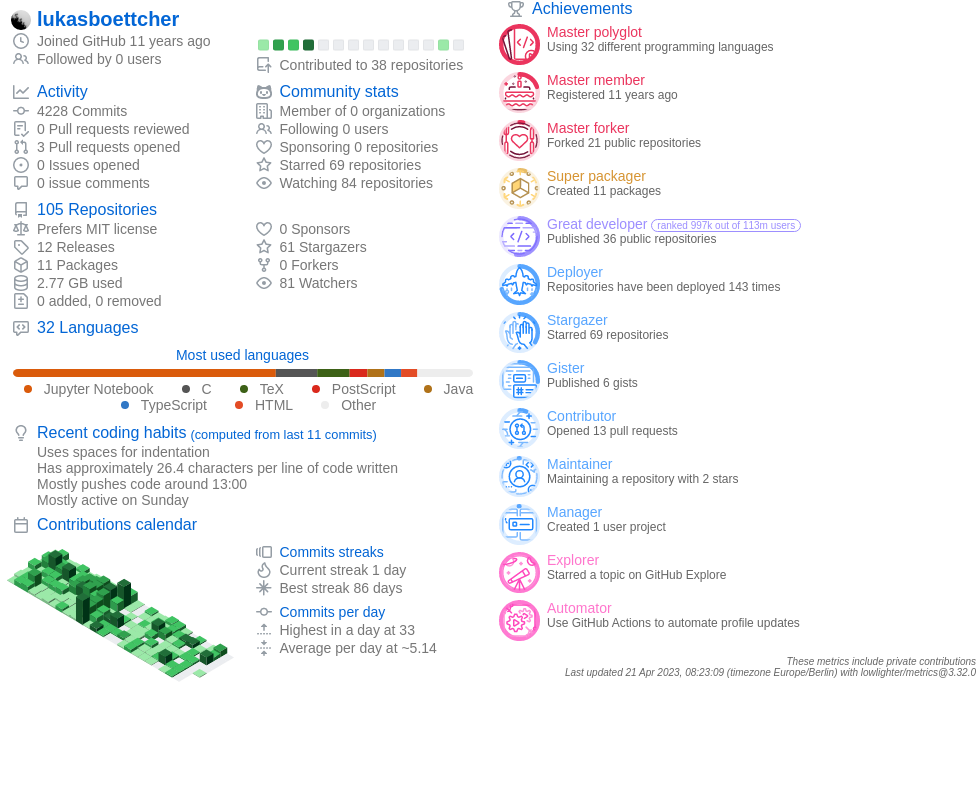 lukasboettcher
Joined GitHub 11 years ago
Followed by 0 users
Contributed to 38 repositories
Activity
4228 Commits
0 Pull requests reviewed
3 Pull requests opened
0 Issues opened
0 issue comments
Community stats
Member of 0 organizations
Following 0 users
Sponsoring 0 repositories
Starred 69 repositories
Watching 84 repositories
105 Repositories
Prefers MIT license
12 Releases
11 Packages
2.77 GB used
0 added, 0 removed
0 Sponsors
61 Stargazers
0 Forkers
81 Watchers
32 Languages
Most used languages
Jupyter Notebook C TeX PostScript Java
TypeScript HTML Other
Recent coding habits (computed from last 11 commits)
Uses spaces for indentation
Has approximately 26.4 characters per line of code written
Mostly pushes code around 13:00
Mostly active on Sunday
Contributions calendar
Commits streaks
Current streak 1 day
Best streak 86 days
Commits per day
Highest in a day at 33
Average per day at ~5.14
Achievements
Master polyglot
Using 32 different programming languages
Master member
Registered 11 years ago
Master forker
Forked 21 public repositories
Super packager
Created 11 packages
Great developer ranked 997k out of 113m users
Published 36 public repositories
Deployer
Repositories have been deployed 143 times
Stargazer
Starred 69 repositories
Gister
Published 6 gists
Contributor
Opened 13 pull requests
Maintainer
Maintaining a repository with 2 stars
Manager
Created 1 user project
Explorer
Starred a topic on GitHub Explore
Automator
Use GitHub Actions to automate profile updates
These metrics include private contributions
Last updated 21 Apr 2023, 08:23:09 (timezone Europe/Berlin) with lowlighter/metrics@3.32.0